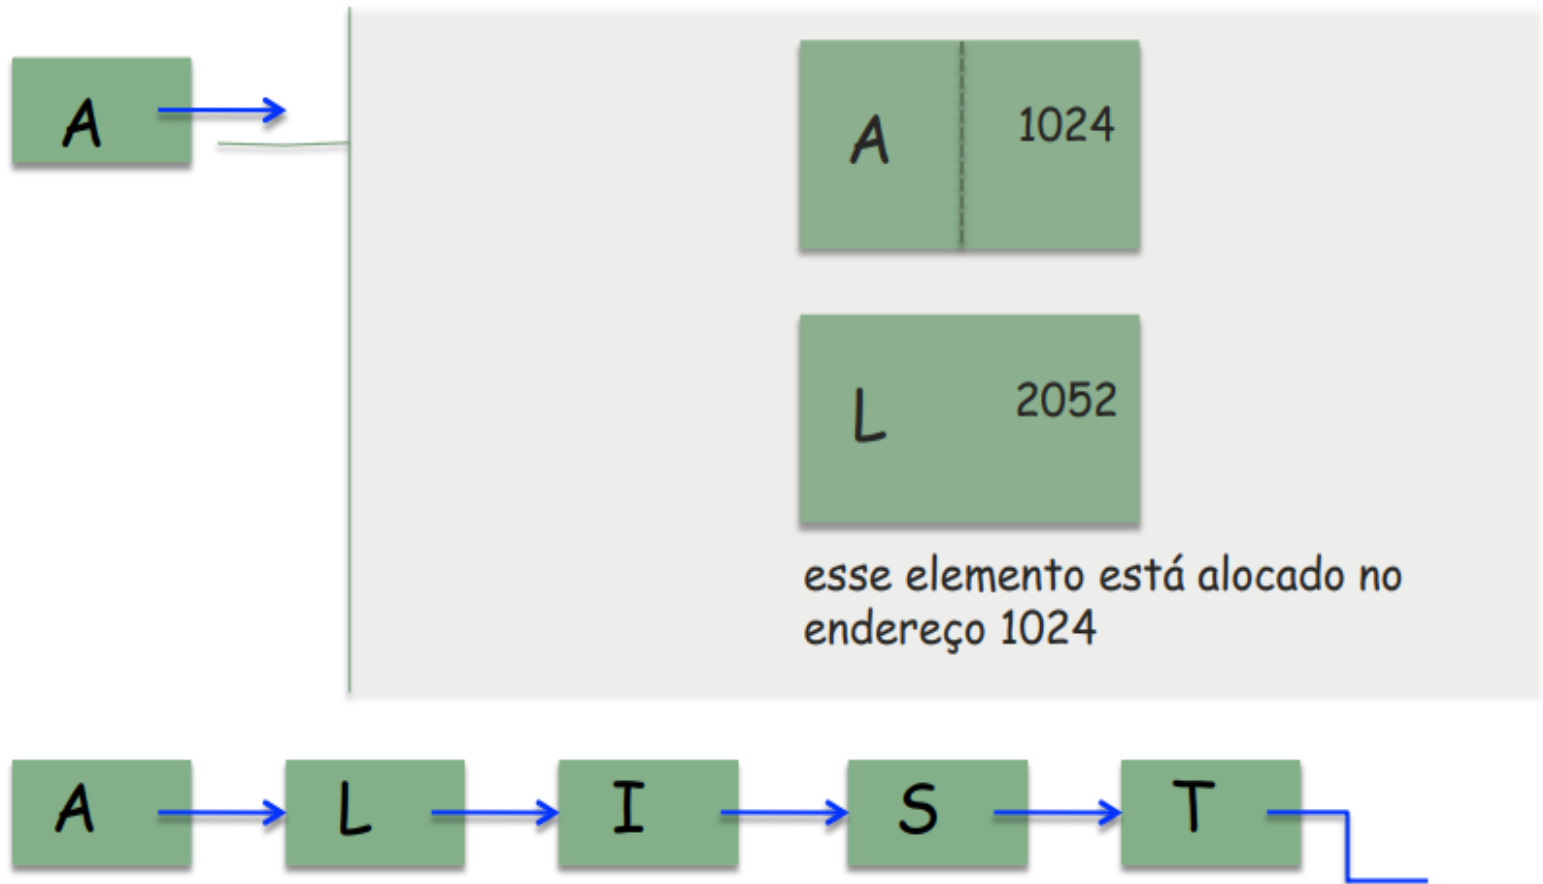 A
A 1024
L 2052
esse elemento está alocado no
endereço 1024
A L I S T